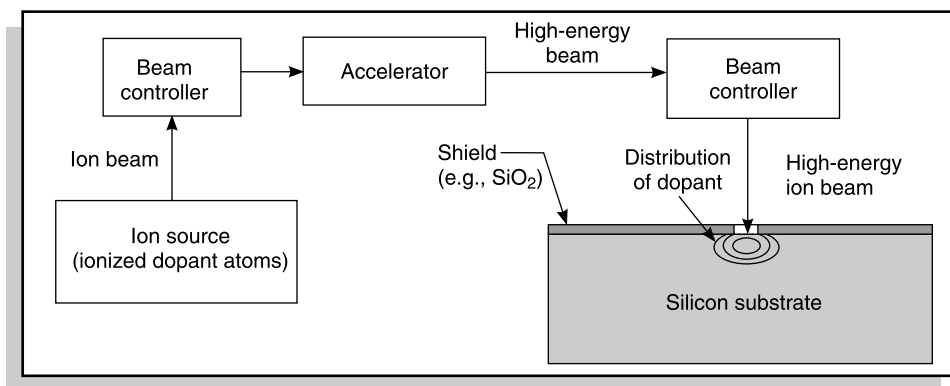 Beam
controller
Accelerator
High-energy
beam
Beam
controller
Ion beam
Ion source
(ionized dopant atoms)
Shield
(e.g., SiO₂)
Distribution
of dopant
High-energy
ion beam
Silicon substrate